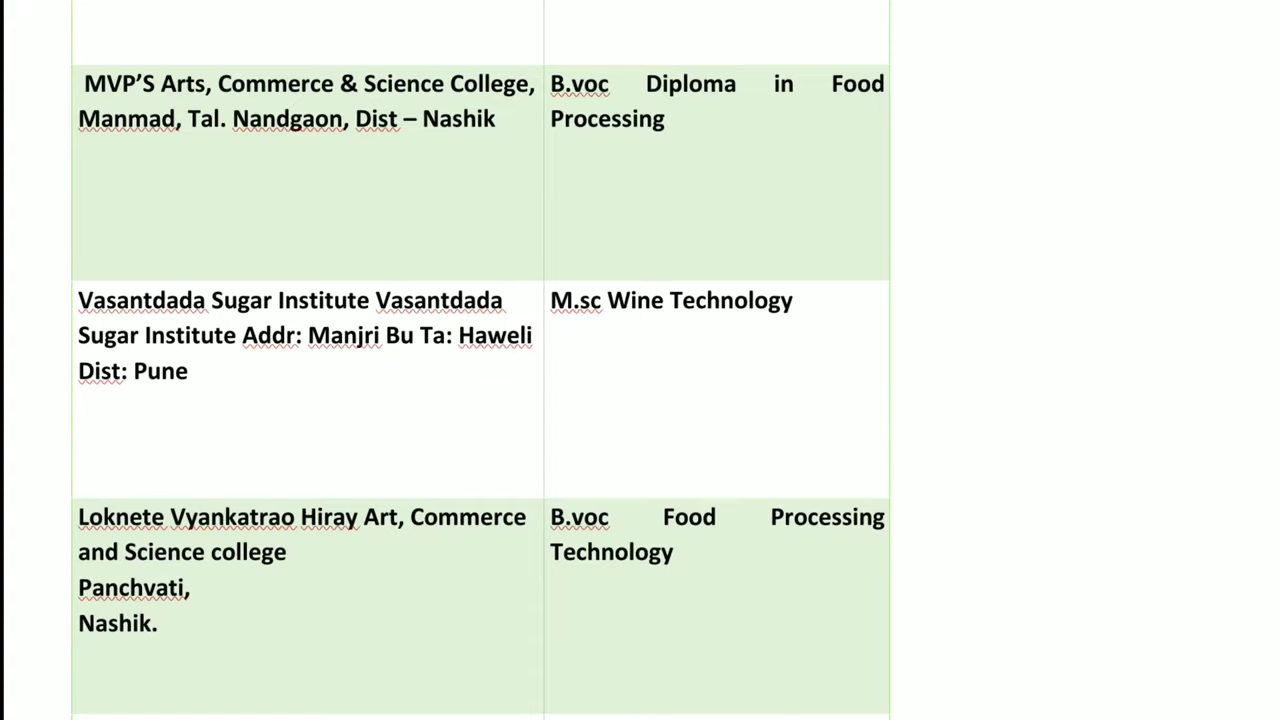 MVP'S Arts, Commerce & Science College,
Manmad, Tal. Nandgaon, Dist – Nashik
B.voc Diploma in Food
Processing
Vasantdada Sugar Institute Vasantdada
Sugar Institute Addr: Manjri Bu Ta: Haweli
Dist: Pune
M.sc Wine Technology
Loknete Vyankatrao Hiray Art, Commerce
and Science college
Panchvati,
Nashik.
B.voc Food Processing
Technology